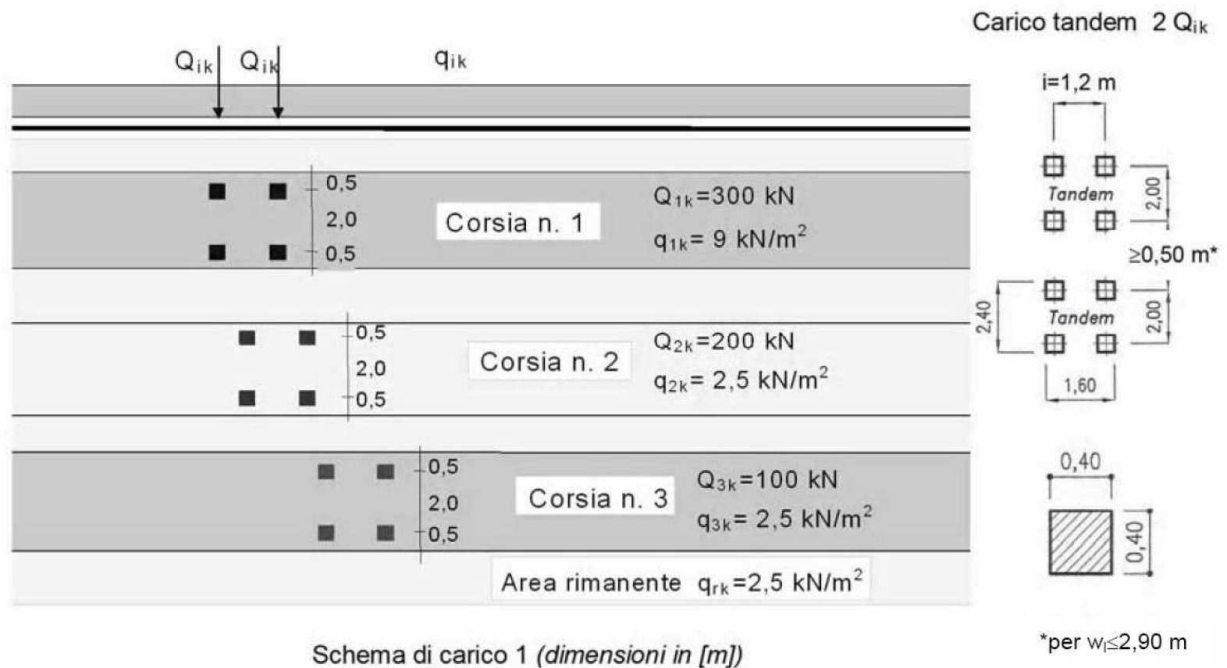 Carico tandem 2 Qik
Qik Qik qik
i=1,2 m
0,5
2,0
0,5
Corsia n. 1
Q1k=300 kN
q1k= 9 kN/m²
Tandem
2,00
≥0,50 m*
0,5
2,0
0,5
Corsia n. 2
Q2k=200 kN
q2k= 2,5 kN/m²
2,40
Tandem
2,00
1,60
0,5
2,0
0,5
Corsia n. 3
Q3k=100 kN
q3k= 2,5 kN/m²
0,40
0,40
Area rimanente qrk=2,5 kN/m²
Schema di carico 1 (dimensioni in [m])
*per wl≤2,90 m